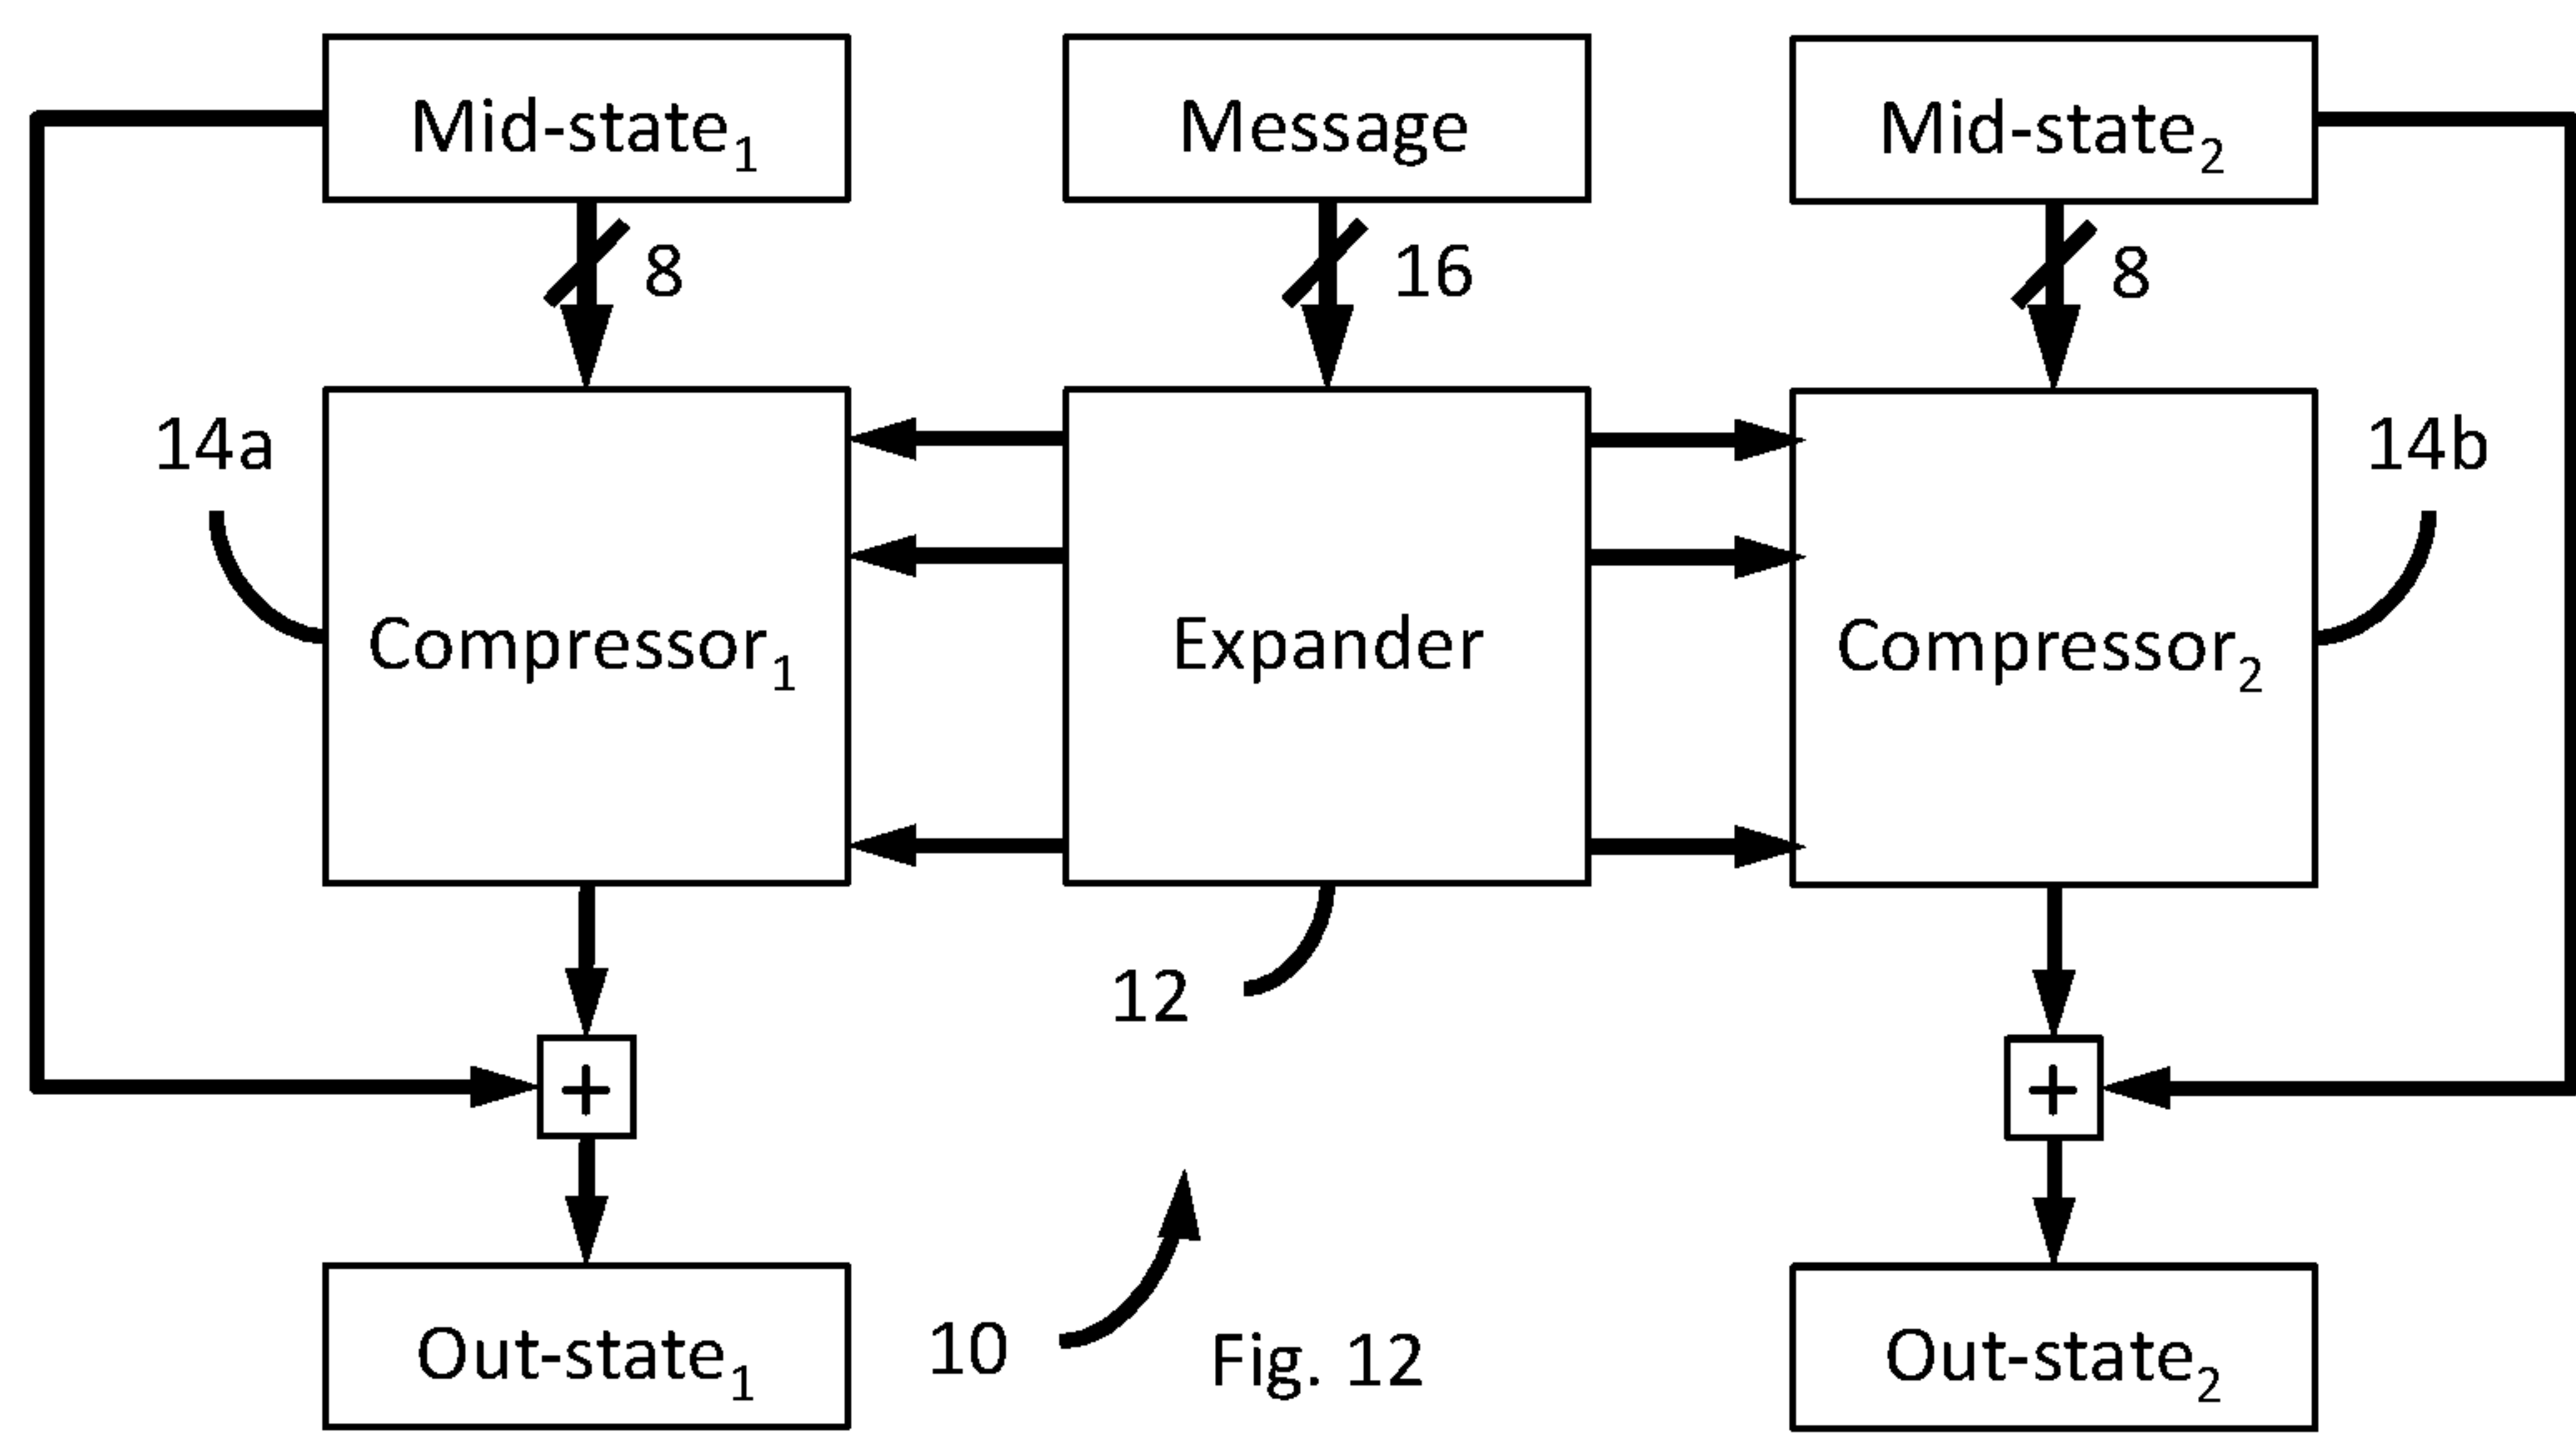 Mid-state₁
Message
Mid-state₂
8
16
8
14a
14b
Compressor₁
Expander
Compressor₂
12
+
+
10
Fig. 12
Out-state₁
Out-state₂